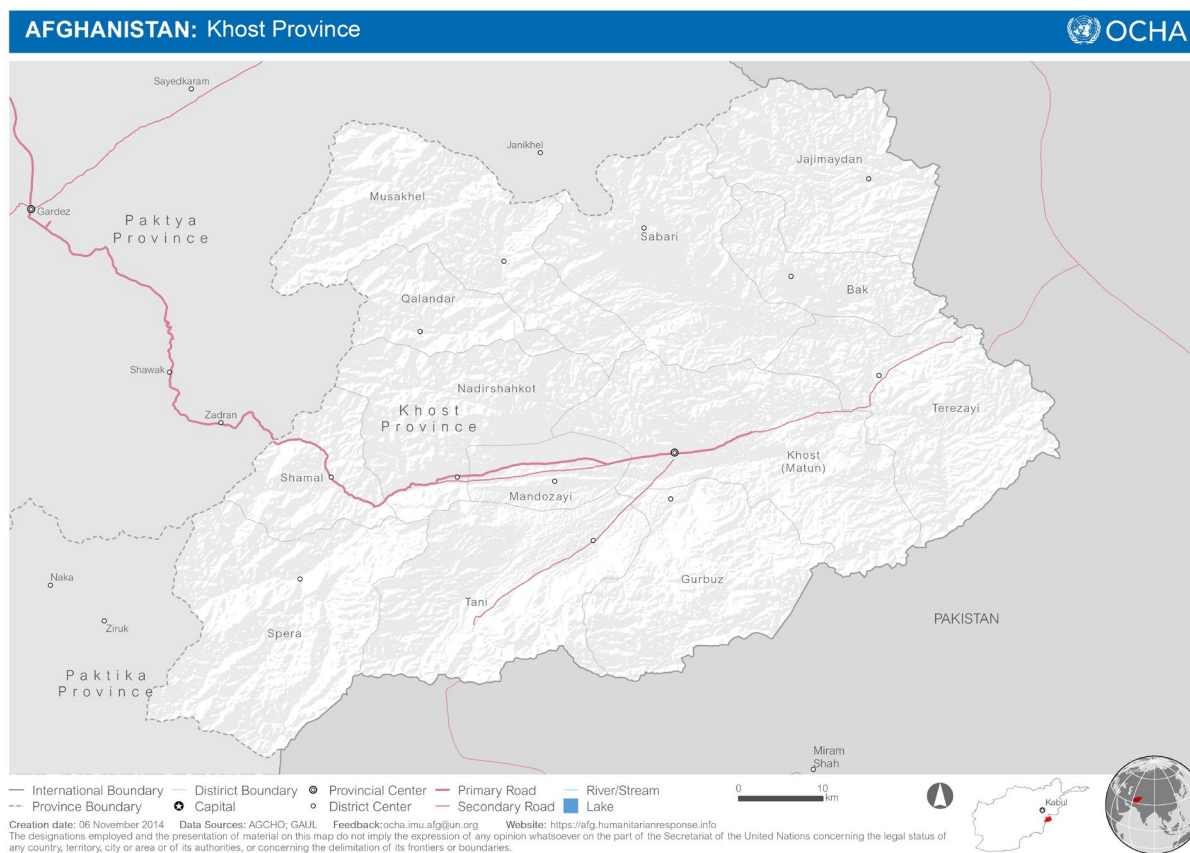 AFGHANISTAN: Khost Province
OCHA
Sayedkaram
Janikhel
Jajimaydan
Musakhel
Gardez
Paktya
Province
Sabari
Bak
Qalandar
Shawak
Nadirshahkot
Khost
Province
Terezayi
Zadran
Khost
(Matun)
Shamal
Mandozayi
Naka
Gurbuz
Tani
Ziruk
Spera
PAKISTAN
Paktika
Province
Miram
Shah
International Boundary
District Boundary
Provincial Center
Primary Road
River/Stream
Province Boundary
Capital
District Center
Secondary Road
Lake
0 10
km
Kabul
Creation date: 06 November 2014 Data Sources: AGCHO; GAUL Feedback:ocha.imu.afg@un.org Website: https://afg.humanitarianresponse.info
The designations employed and the presentation of material on this map do not imply the expression of any opinion whatsoever on the part of the Secretariat of the United Nations concerning the legal status of
any country, territory, city or area or of its authorities, or concerning the delimitation of its frontiers or boundaries.